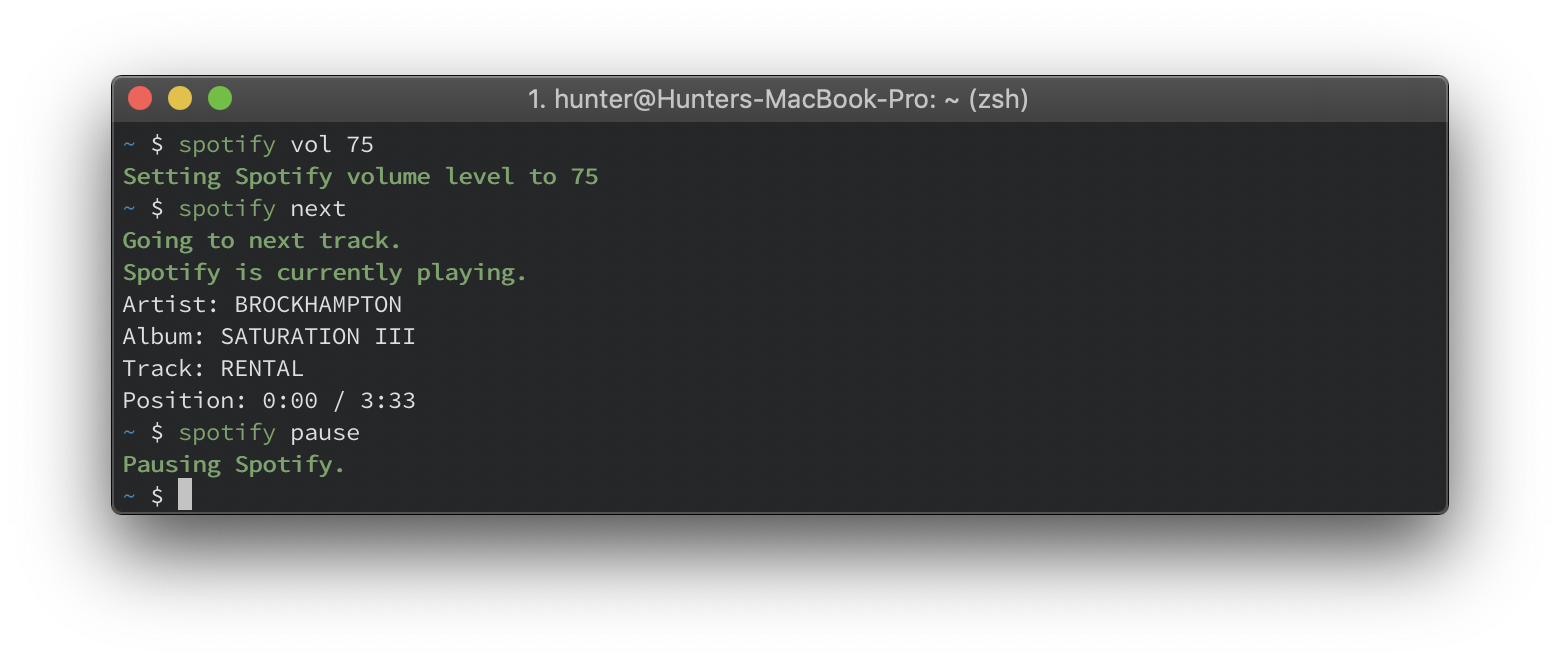 1. hunter@Hunters-MacBook-Pro: ~ (zsh)
~ $ spotify vol 75
Setting Spotify volume level to 75
~ $ spotify next
Going to next track.
Spotify is currently playing.
Artist: BROCKHAMPTON
Album: SATURATION III
Track: RENTAL
Position: 0:00 / 3:33
~ $ spotify pause
Pausing Spotify.
~ $